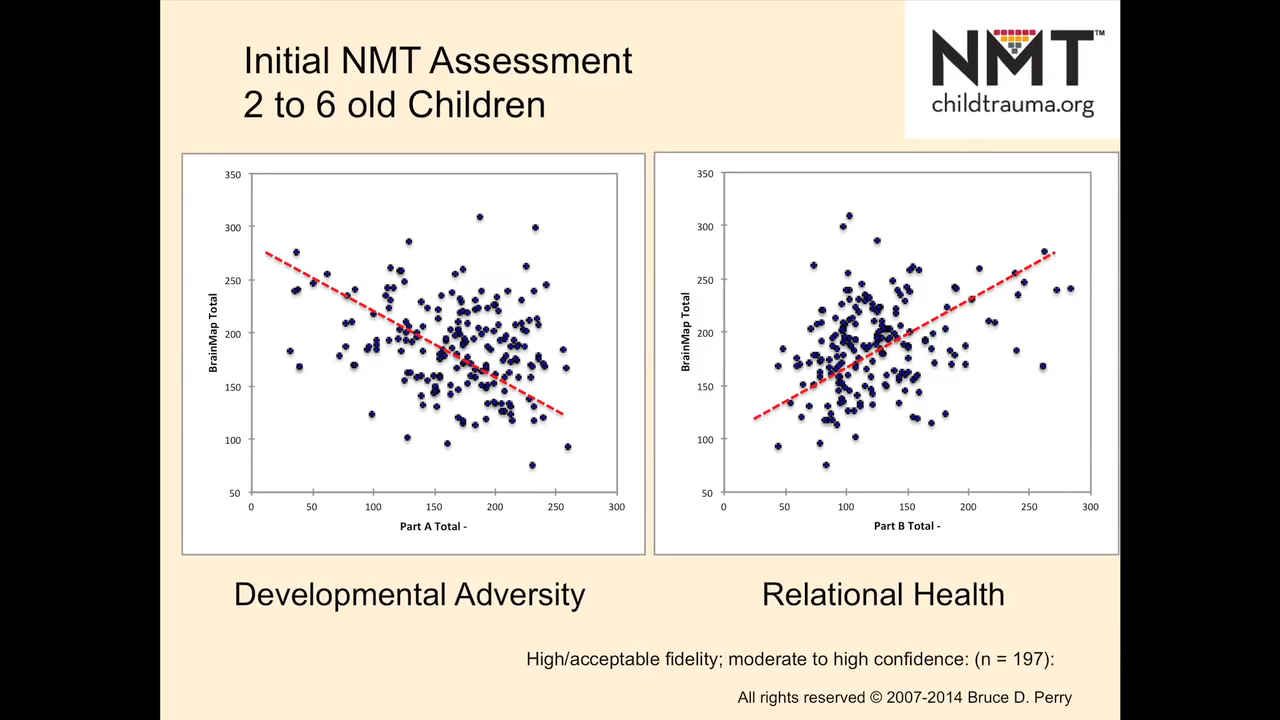 Initial NMT Assessment
2 to 6 old Children
NMT™
childtrauma.org
350
300
250
200
150
100
50
BrainMap Total
0 50 100 150 200 250 300
Part A Total -
350
300
250
200
150
100
50
BrainMap Total
0 50 100 150 200 250 300
Part B Total -
Developmental Adversity
Relational Health
High/acceptable fidelity; moderate to high confidence: (n = 197):
All rights reserved © 2007-2014 Bruce D. Perry